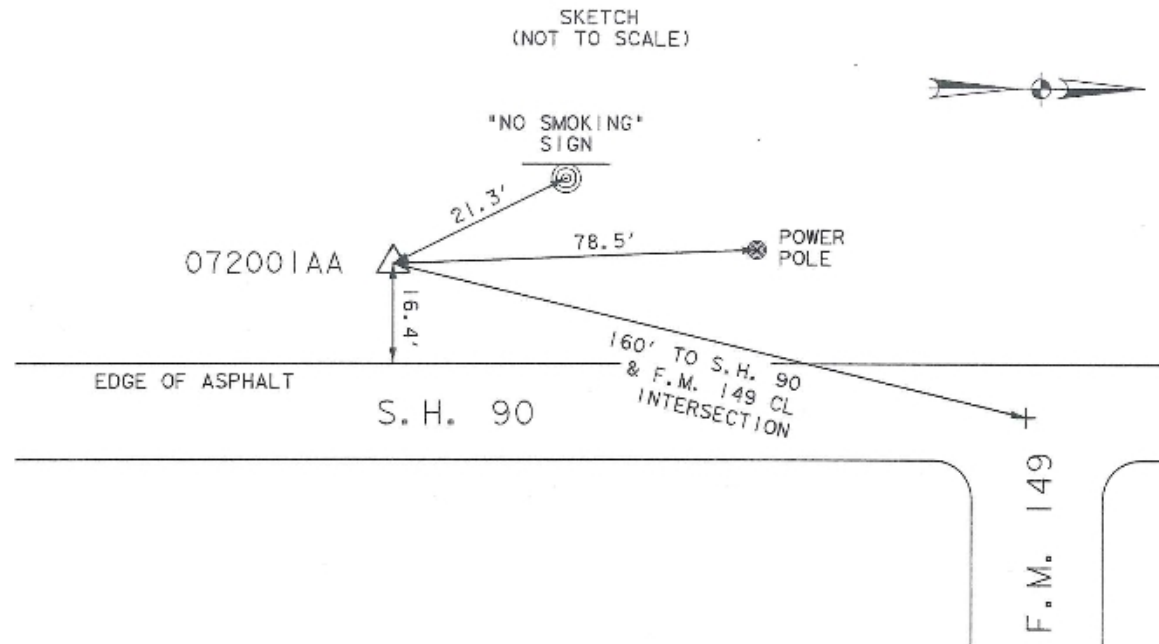 SKETCH
(NOT TO SCALE)
"NO SMOKING"
SIGN
21.3'
78.5'
POWER
POLE
072001AA
16.4'
160' TO S.H. 90
& F.M. 149 CL
INTERSECTION
EDGE OF ASPHALT
S.H. 90
F.M. 149